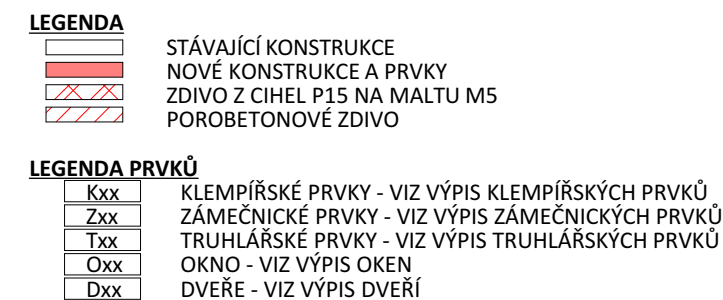 LEGENDA
STÁVAJÍCÍ KONSTRUKCE
NOVÉ KONSTRUKCE A PRVKY
ZDIVO Z CIHEL P15 NA MALTU M5
POROBETONOVÉ ZDIVO
LEGENDA PRVKŮ
Kxx KLEMPÍŘSKÉ PRVKY - VIZ VÝPIS KLEMPÍŘSKÝCH PRVKŮ
Zxx ZÁMEČNICKÉ PRVKY - VIZ VÝPIS ZÁMEČNICKÝCH PRVKŮ
Txx TRUHLÁŘSKÉ PRVKY - VIZ VÝPIS TRUHLÁŘSKÝCH PRVKŮ
Oxx OKNO - VIZ VÝPIS OKEN
Dxx DVEŘE - VIZ VÝPIS DVEŘÍ